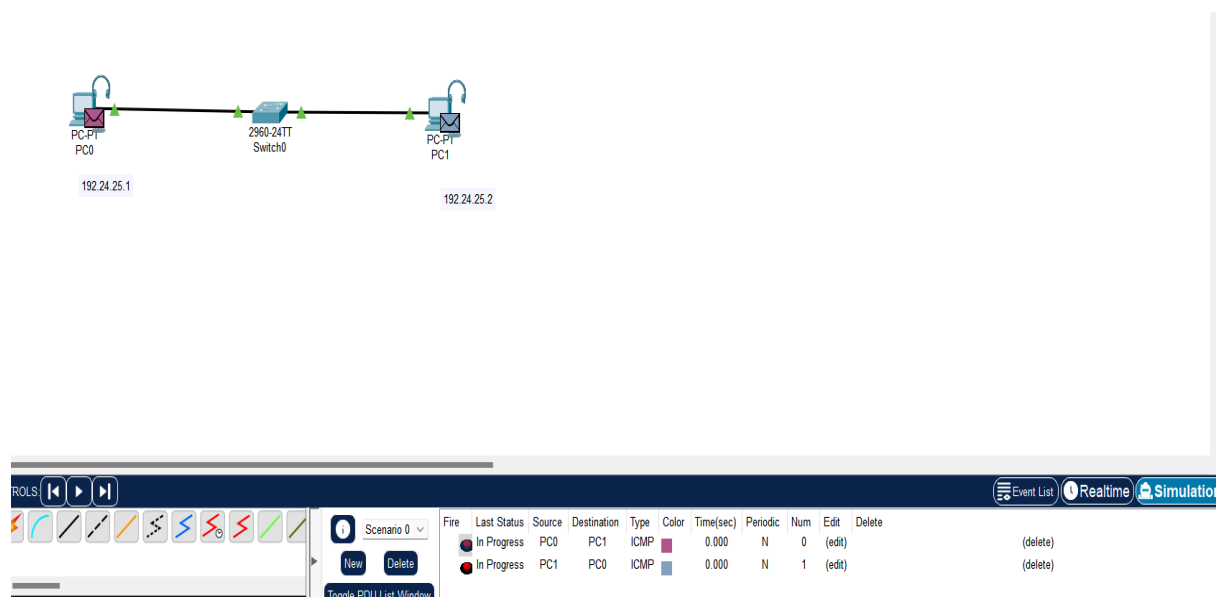 PC-PT
PC0
192.24.25.1
2960-24TT
Switch0
PC-PT
PC1
192.24.25.2
ROLS:
Event List
Realtime
Simulation
Scenario 0
New
Delete
Toggle PDU List Window
Fire Last Status Source Destination Type Color Time(sec) Periodic Num Edit Delete
In Progress PC0 PC1 ICMP 0.000 N 0 (edit) (delete)
In Progress PC1 PC0 ICMP 0.000 N 1 (edit) (delete)